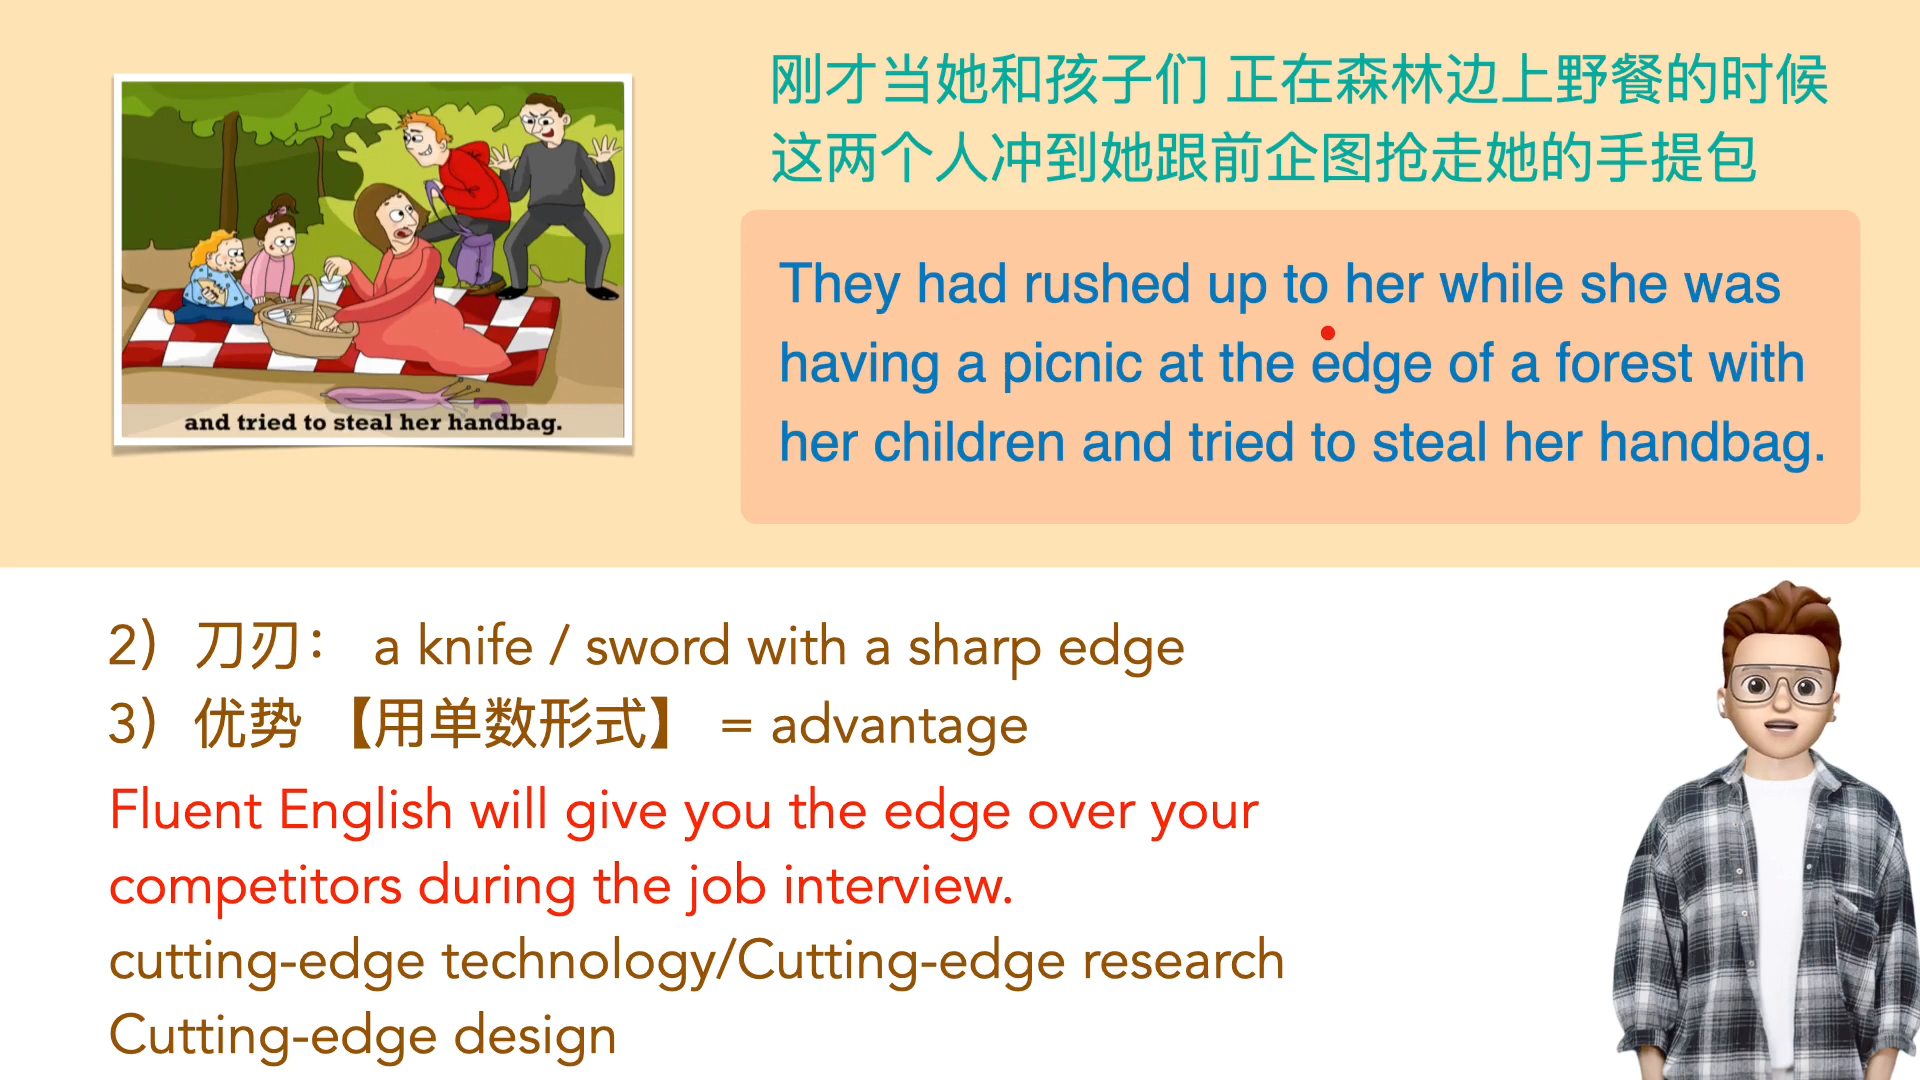 刚才当她和孩子们 正在森林边上野餐的时候
这两个人冲到她跟前企图抢走她的手提包
They had rushed up to her while she was
having a picnic at the edge of a forest with
her children and tried to steal her handbag.
and tried to steal her handbag.
2）刀刃： a knife / sword with a sharp edge
3）优势 【用单数形式】 = advantage
Fluent English will give you the edge over your
competitors during the job interview.
cutting-edge technology/Cutting-edge research
Cutting-edge design